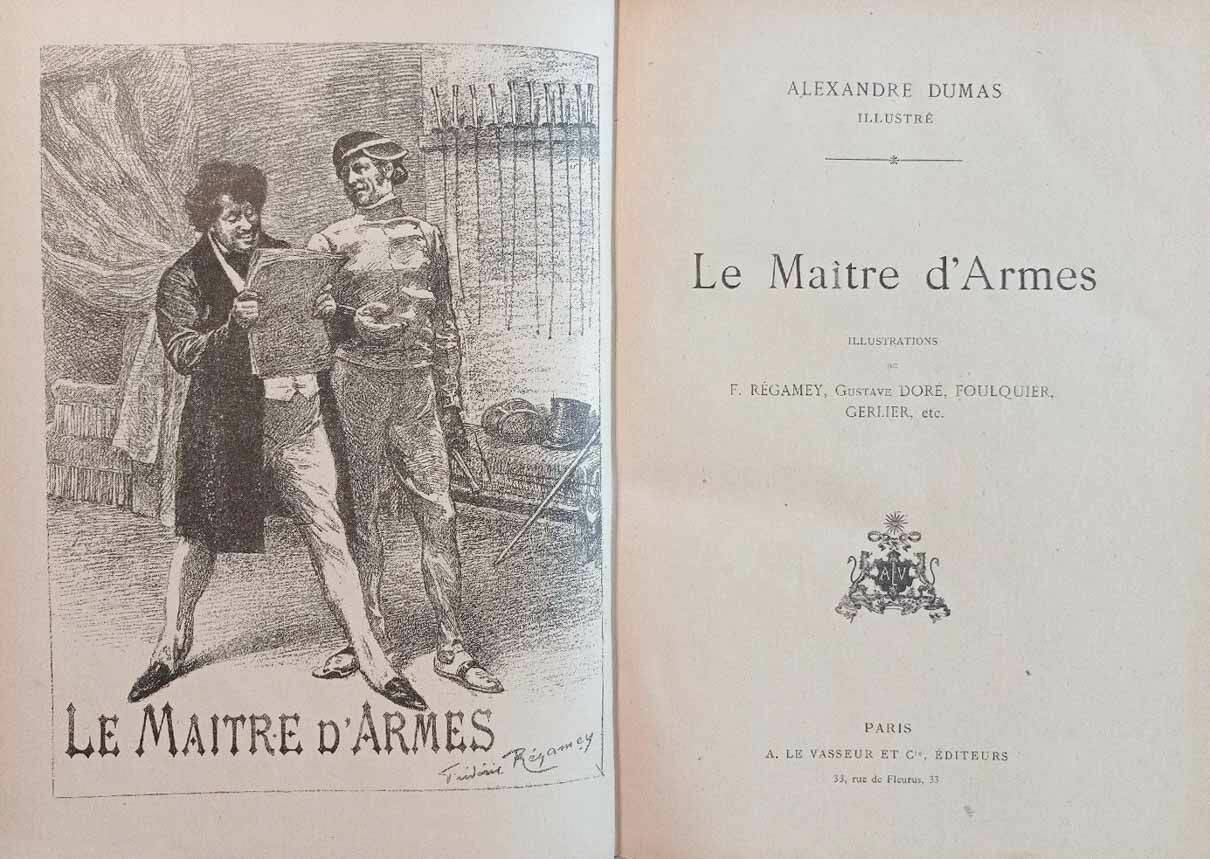 LE MAITRE D'ARMES
Frédéric Régamey
ALEXANDRE DUMAS
ILLUSTRÉ
Le Maître d'Armes
ILLUSTRATIONS
DE
F. RÉGAMEY, GUSTAVE DORÉ, FOULQUIER,
GERLIER, etc.
ALV
PARIS
A. LE VASSEUR ET Cie, ÉDITEURS
33, rue de Fleurus, 33